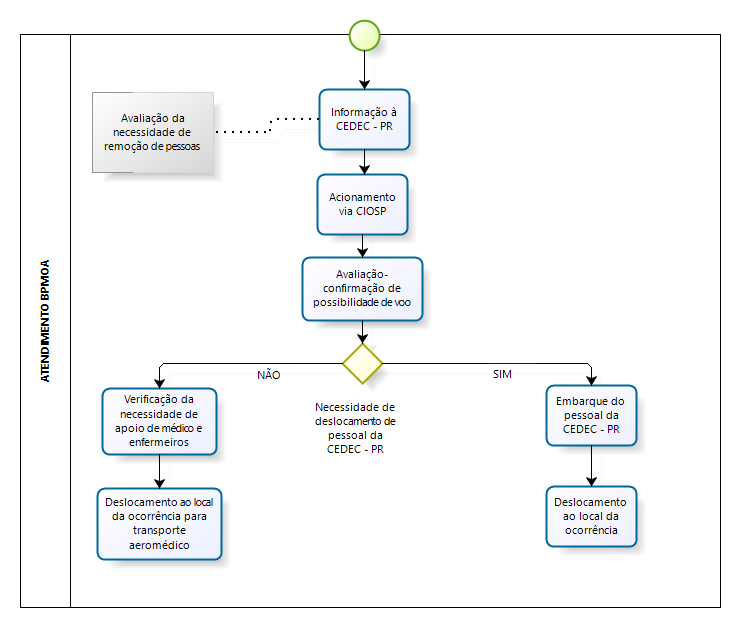 ATENDIMENTO BPMOA
Avaliação da
necessidade de
remoção de pessoas
Informação à
CEDEC - PR
Acionamento
via CIOSP
Avaliação-
confirmação de
possibilidade de voo
NÃO
SIM
Necessidade de
deslocamento de
pessoal da
CEDEC - PR
Verificação da
necessidade de
apoio de médico e
enfermeiros
Embarque do
pessoal da
CEDEC - PR
Deslocamento ao local
da ocorrência para
transporte
aeromédico
Deslocamento
ao local da
ocorrência